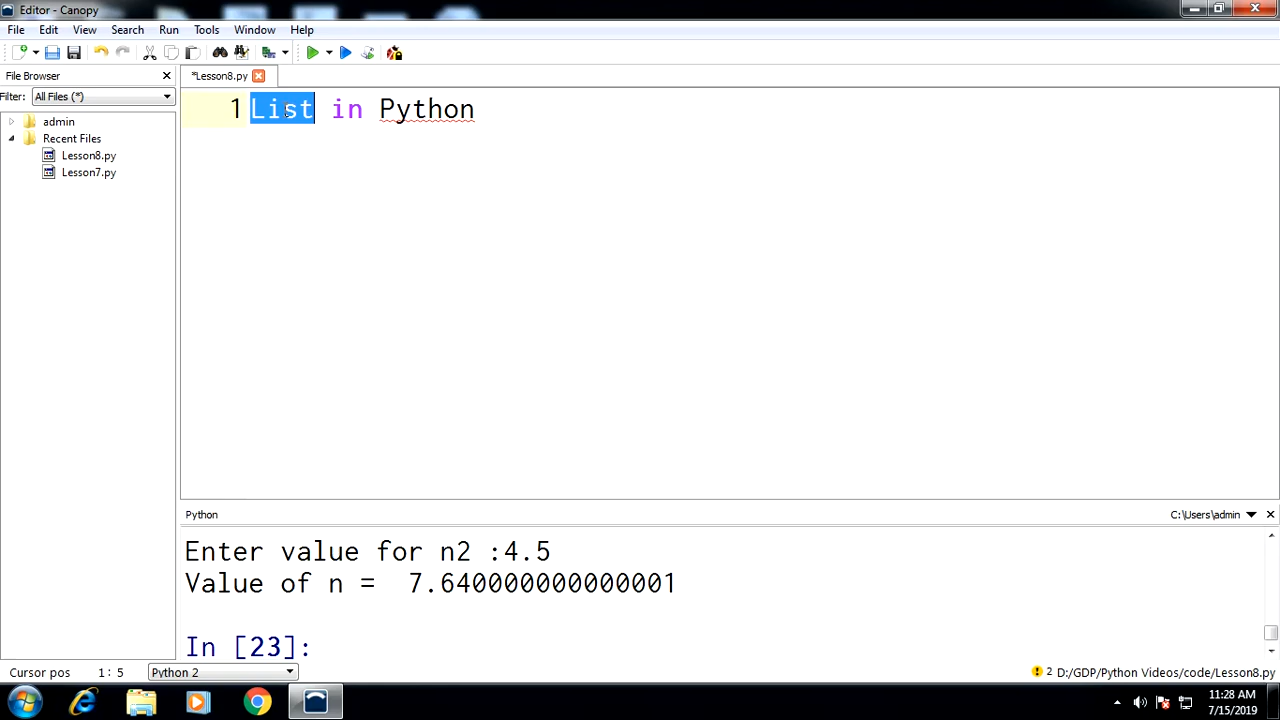 Editor - Canopy
File Edit View Search Run Tools Window Help
File Browser
*Lesson8.py
Filter: All Files (*)
1 List in Python
admin
Recent Files
Lesson8.py
Lesson7.py
Python C:\Users\admin
Enter value for n2 :4.5
Value of n = 7.640000000000001
In [23]:
Cursor pos 1: 5 Python 2 2 D:/GDP/Python Videos/code/Lesson8.py
11:28 AM
7/15/2019